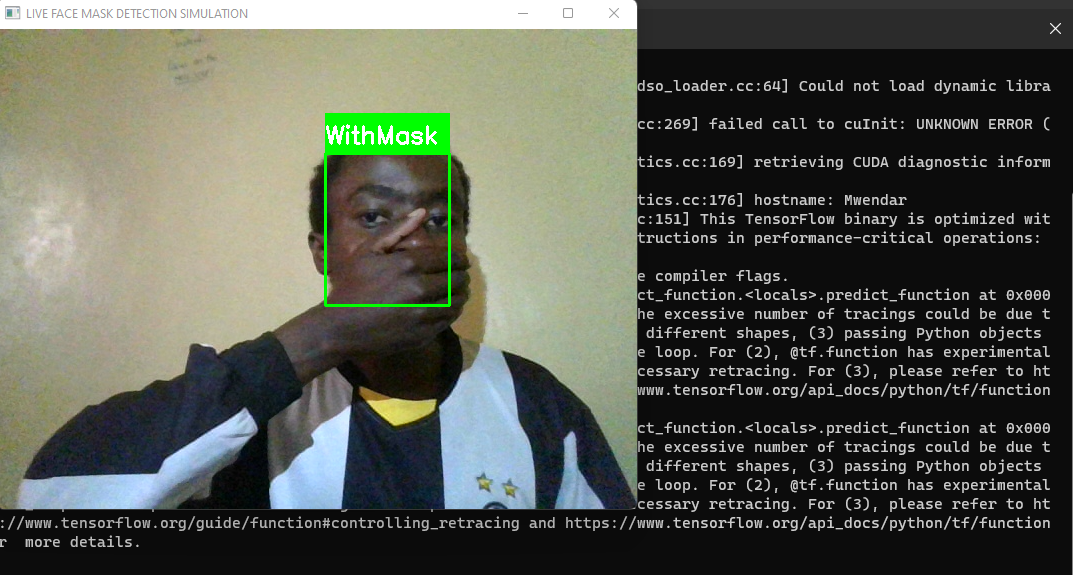 LIVE FACE MASK DETECTION SIMULATION
WithMask
dso_loader.cc:64] Could not load dynamic libra
cc:269] failed call to cuInit: UNKNOWN ERROR (
tics.cc:169] retrieving CUDA diagnostic inform
tics.cc:176] hostname: Mwendar
c:151] This TensorFlow binary is optimized wit
tructions in performance-critical operations:
e compiler flags.
ct_function.<locals>.predict_function at 0x000
he excessive number of tracings could be due t
different shapes, (3) passing Python objects
e loop. For (2), @tf.function has experimental
cessary retracing. For (3), please refer to ht
www.tensorflow.org/api_docs/python/tf/function
ct_function.<locals>.predict_function at 0x000
he excessive number of tracings could be due t
different shapes, (3) passing Python objects
e loop. For (2), @tf.function has experimental
cessary retracing. For (3), please refer to ht
://www.tensorflow.org/guide/function#controlling_retracing and https://www.tensorflow.org/api_docs/python/tf/function
r more details.